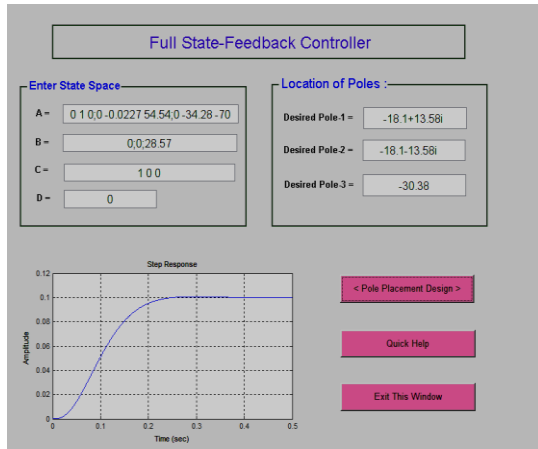 Full State-Feedback Controller
Enter State Space
A = 0 1 0;0 -0.0227 54.54;0 -34.28 -70
B = 0;0;28.57
C = 1 0 0
D = 0
Location of Poles :
Desired Pole-1 = -18.1+13.58i
Desired Pole-2 = -18.1-13.58i
Desired Pole-3 = -30.38
Step Response
Amplitude
0.12
0.1
0.08
0.06
0.04
0.02
0
0 0.1 0.2 0.3 0.4 0.5
Time (sec)
< Pole Placement Design >
Quick Help
Exit This Window